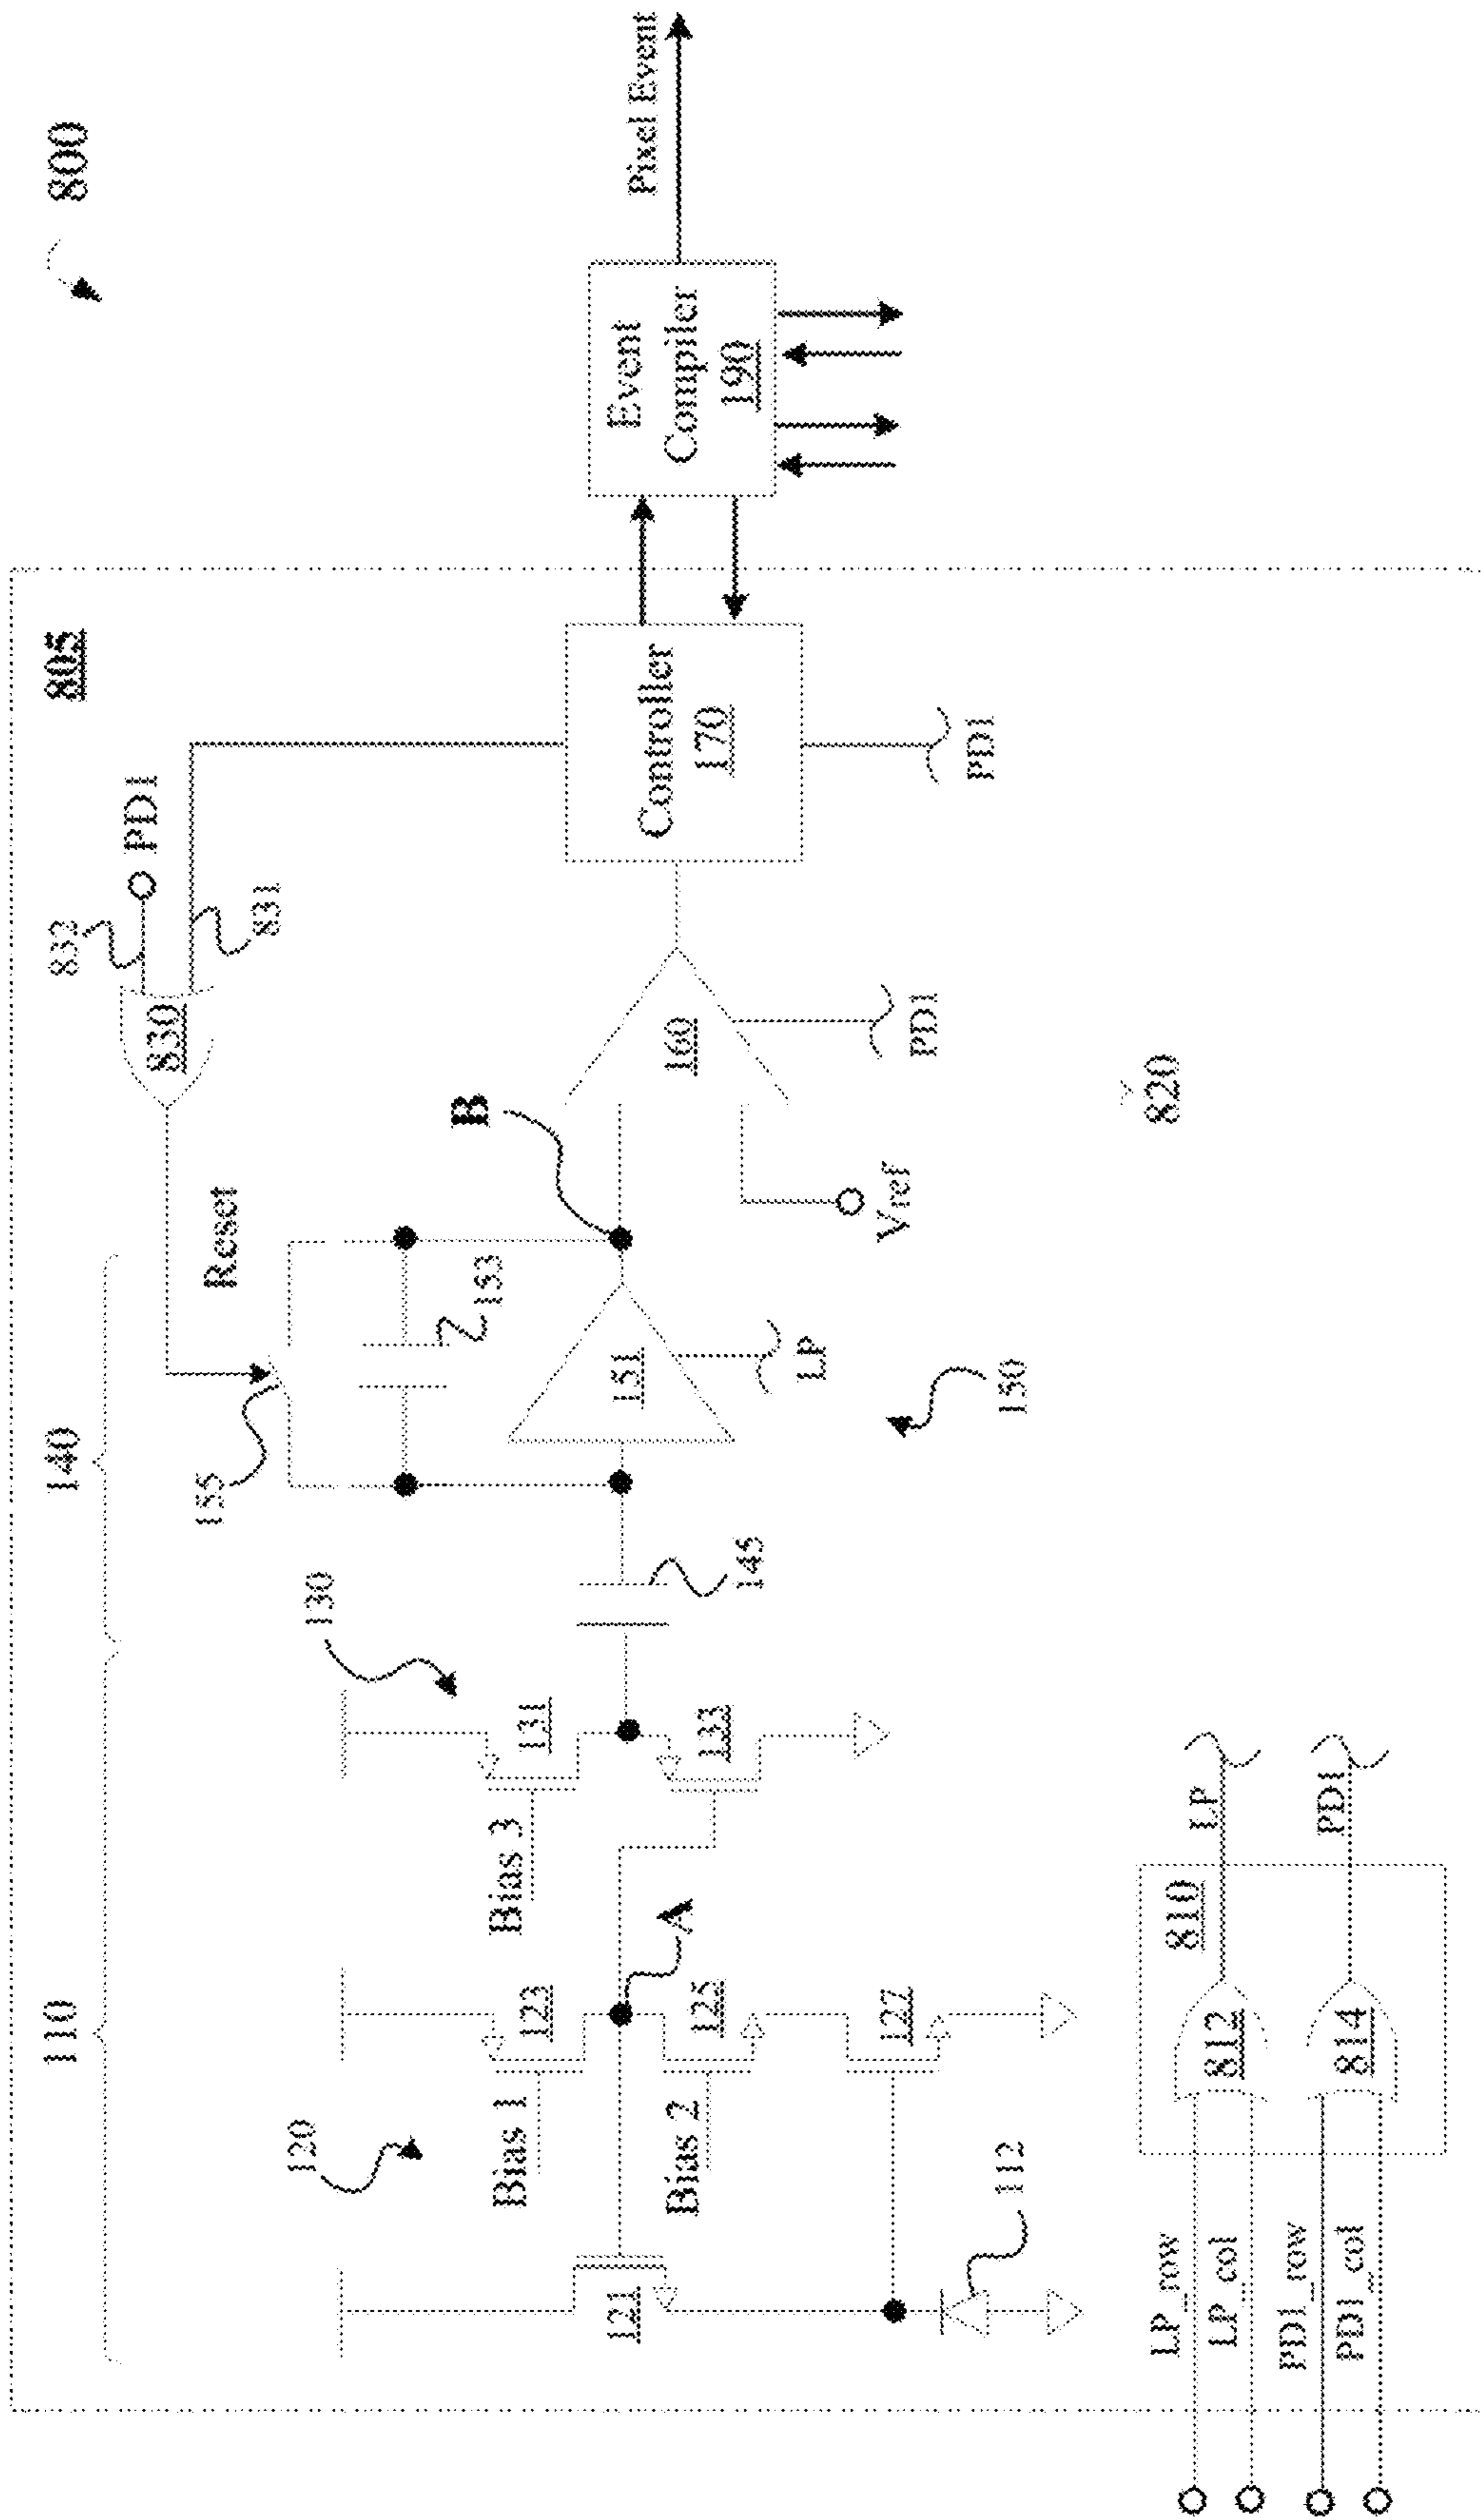 800
805
110
140
832
PD1
831
830
Reset
155
130
120
B
153
Bias 3
Bias 1
Bias 2
131
133
123
125
127
A
121
112
145
151
LP
150
160
Vref
PD1
820
Controller
170
PD1
Event
Compiler
190
Pixel Event
LP_row
LP_col
PD1_row
PD1_col
810
812
814
LP
PD1